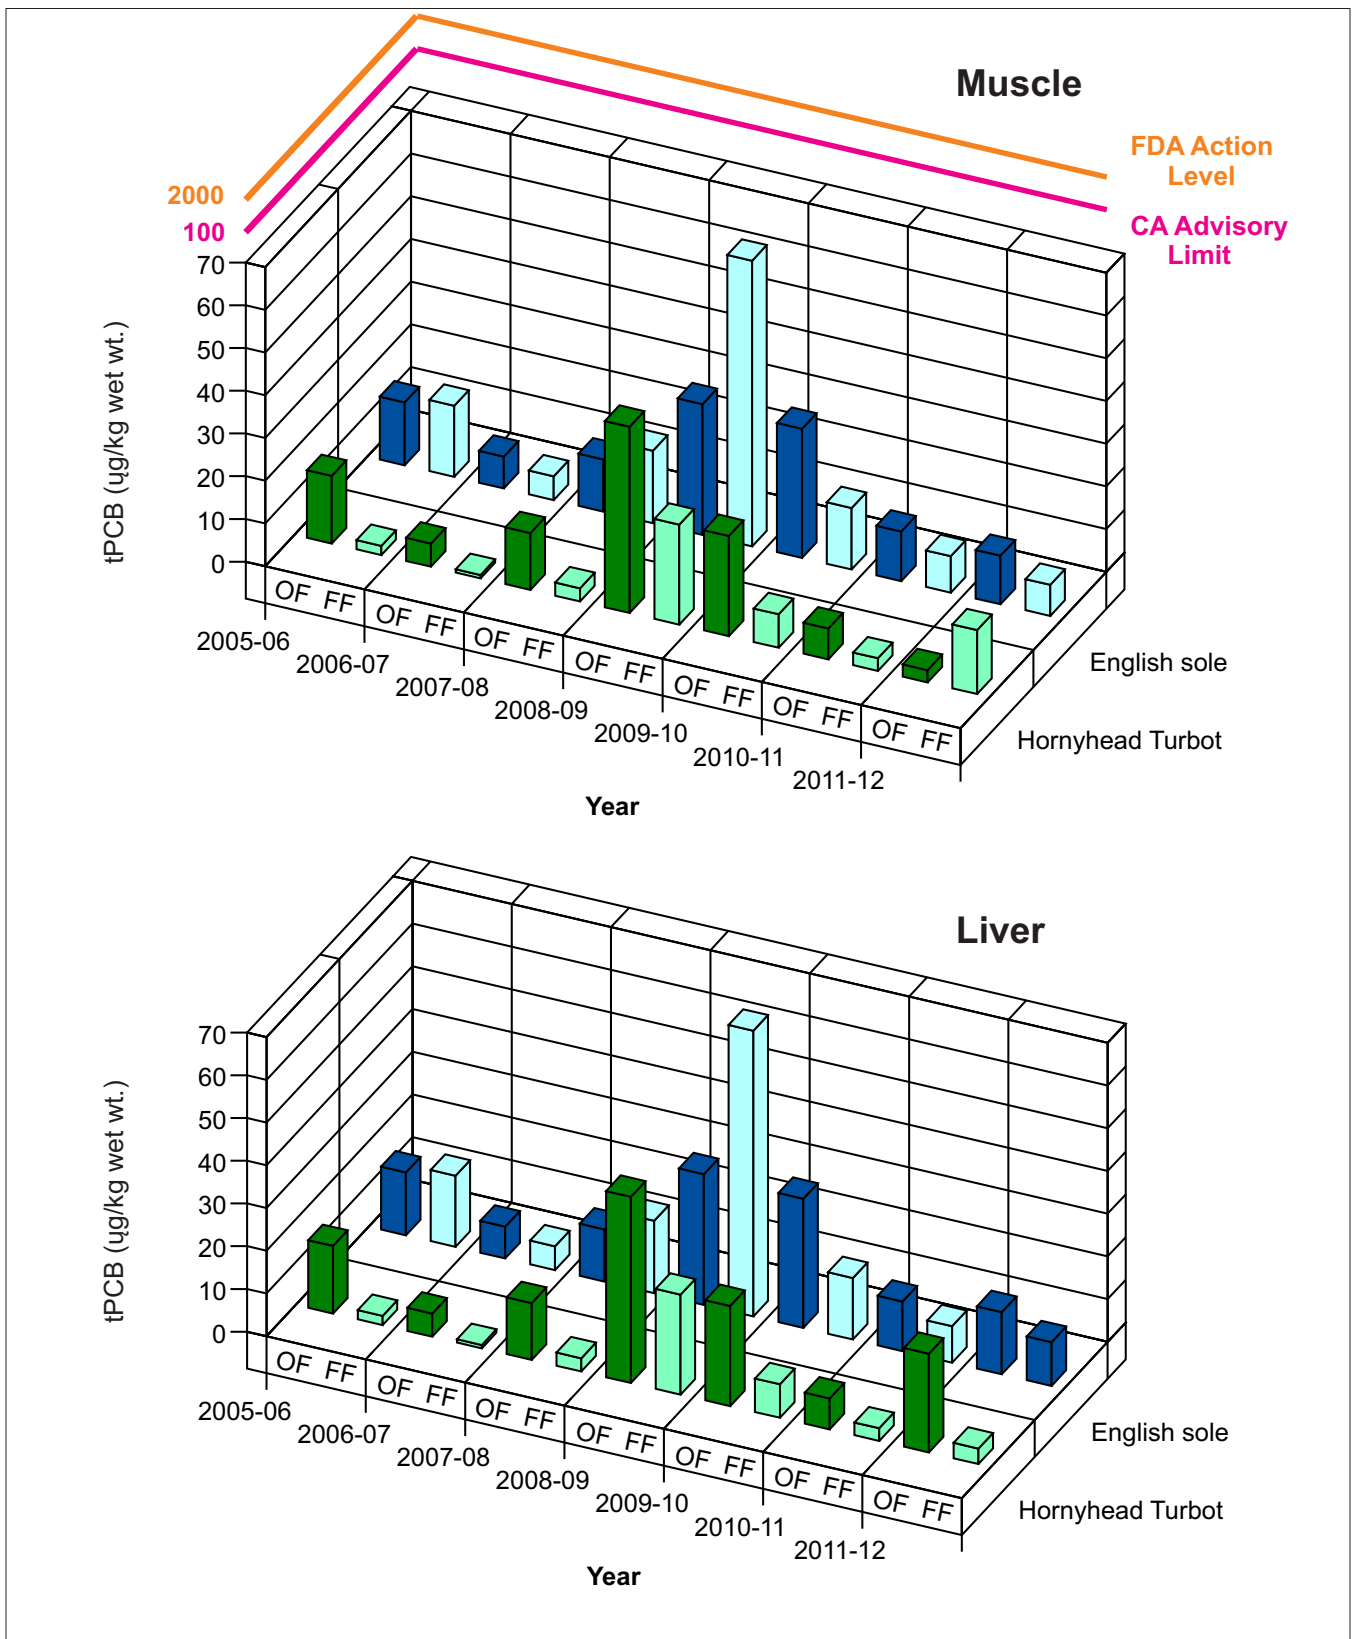 Muscle
FDA Action
Level
2000
CA Advisory
Limit
100
70
60
50
40
30
20
10
0
tPCB (ųg/kg wet wt.)
OF FF
OF FF
OF FF
OF FF
OF FF
OF FF
OF FF
2005-06
2006-07
2007-08
2008-09
2009-10
2010-11
2011-12
English sole
Hornyhead Turbot
Year
Liver
70
60
50
40
30
20
10
0
tPCB (ųg/kg wet wt.)
OF FF
OF FF
OF FF
OF FF
OF FF
OF FF
OF FF
2005-06
2006-07
2007-08
2008-09
2009-10
2010-11
2011-12
English sole
Hornyhead Turbot
Year